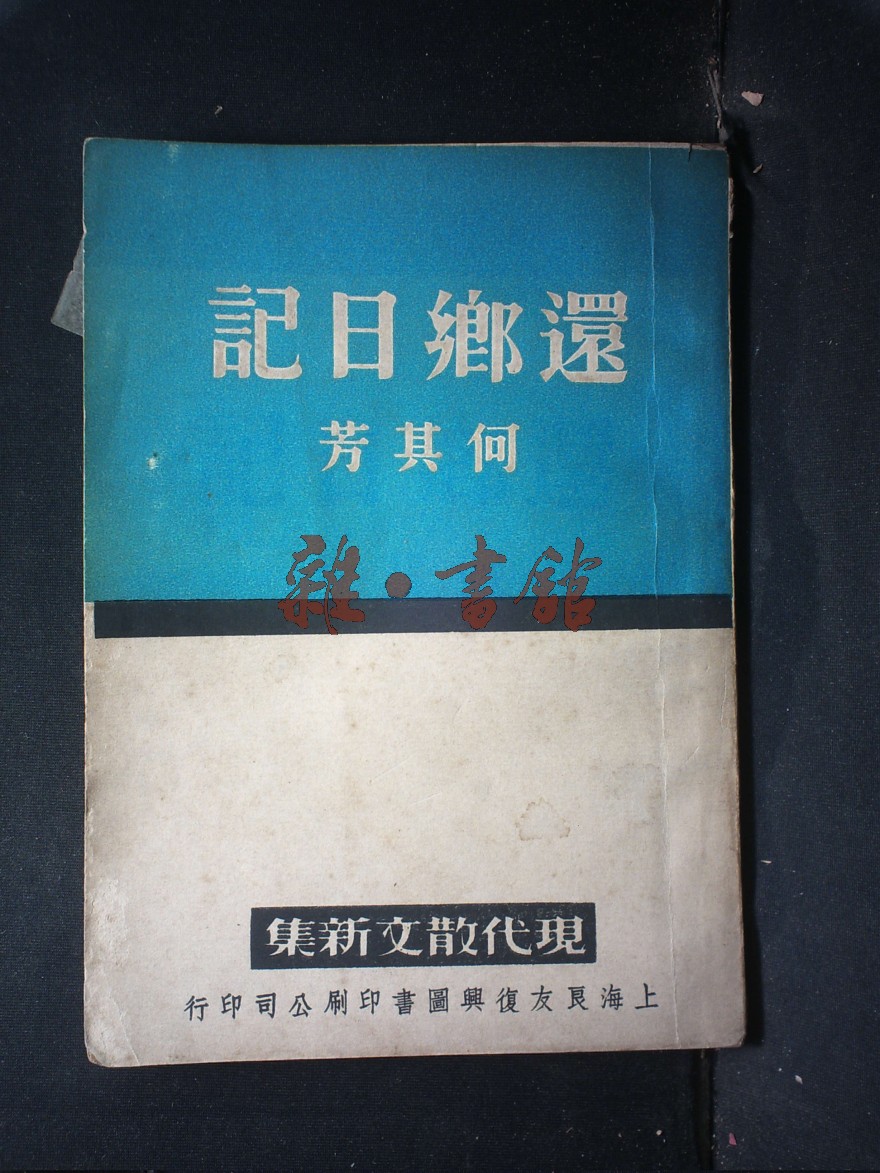 還鄉日記
何其芳
雜·書館
現代散文新集
上海良友復興圖書印刷公司印行